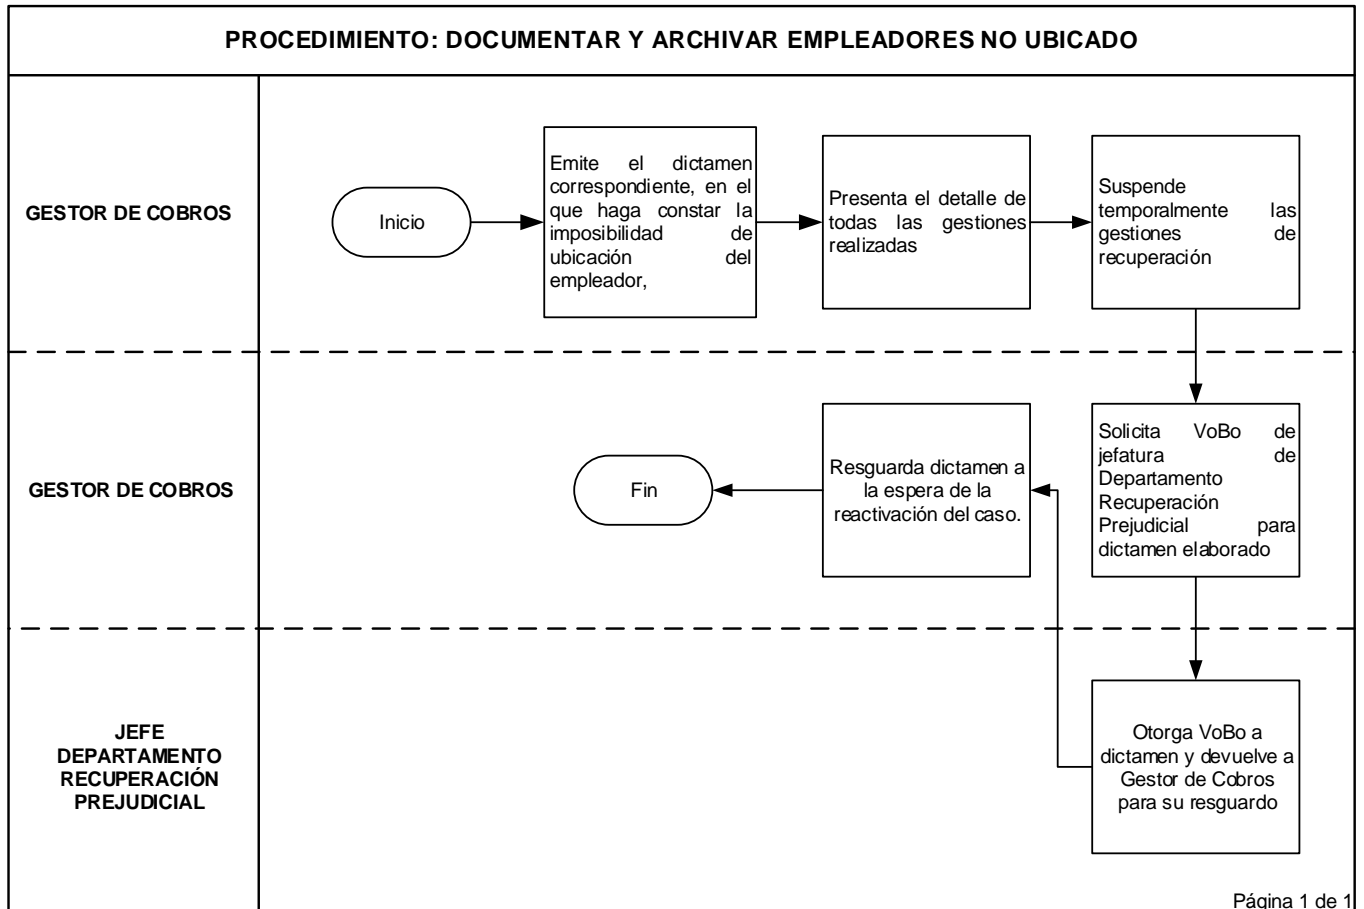 PROCEDIMIENTO: DOCUMENTAR Y ARCHIVAR EMPLEADORES NO UBICADO
GESTOR DE COBROS
Inicio
Emite el dictamen
correspondiente, en el
que haga constar la
imposibilidad de
ubicación del
empleador,
Presenta el detalle de
todas las gestiones
realizadas
Suspende
temporalmente las
gestiones de
recuperación
GESTOR DE COBROS
Fin
Resguarda dictamen a
la espera de la
reactivación del caso.
Solicita VoBo de
jefatura de
Departamento
Recuperación
Prejudicial para
dictamen elaborado
JEFE
DEPARTAMENTO
RECUPERACIÓN
PREJUDICIAL
Otorga VoBo a
dictamen y devuelve a
Gestor de Cobros
para su resguardo
Página 1 de 1